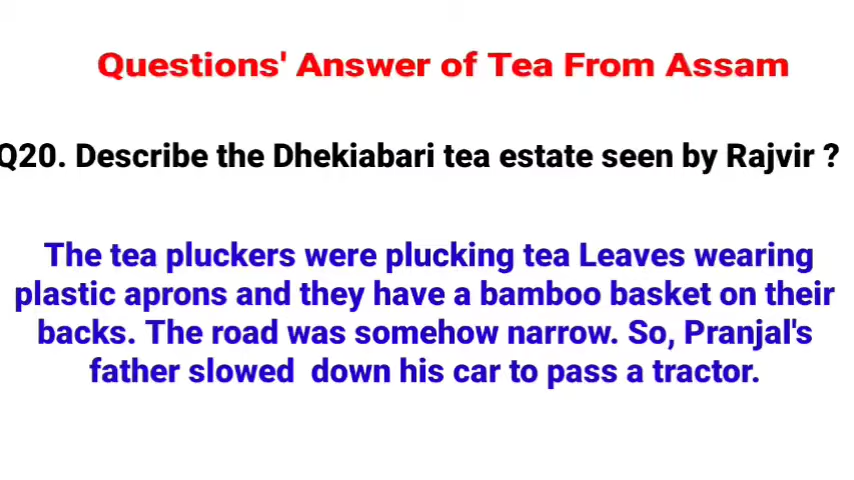 Questions' Answer of Tea From Assam
Q20. Describe the Dhekiabari tea estate seen by Rajvir ?
The tea pluckers were plucking tea Leaves wearing
plastic aprons and they have a bamboo basket on their
backs. The road was somehow narrow. So, Pranjal's
father slowed  down his car to pass a tractor.